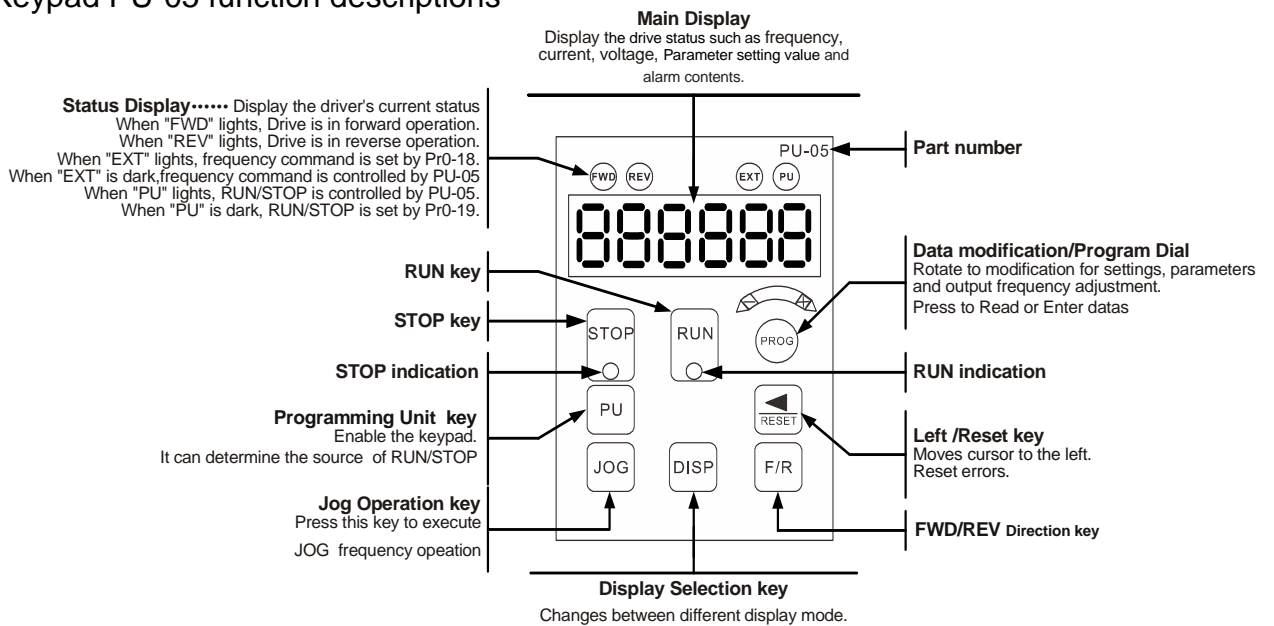 Keypad PU-05 function descriptions
Main Display
Display the drive status such as frequency,
current, voltage, Parameter setting value and
alarm contents.
Status Display⋯⋯ Display the driver's current status
When "FWD" lights, Drive is in forward operation.
When "REV" lights, Drive is in reverse operation.
When "EXT" lights, frequency command is set by Pr0-18.
When "EXT" is dark,frequency command is controlled by PU-05
When "PU" lights, RUN/STOP is controlled by PU-05.
When "PU" is dark, RUN/STOP is set by Pr0-19.
RUN key
STOP key
STOP indication
Programming Unit key
Enable the keypad.
It can determine the source of RUN/STOP
Jog Operation key
Press this key to execute
JOG frequency opeation
PU-05
FWD REV EXT PU
888888
STOP RUN PROG
PU RESET
JOG DISP F/R
Part number
Data modification/Program Dial
Rotate to modification for settings, parameters
and output frequency adjustment.
Press to Read or Enter datas
RUN indication
Left /Reset key
Moves cursor to the left.
Reset errors.
FWD/REV Direction key
Display Selection key
Changes between different display mode.